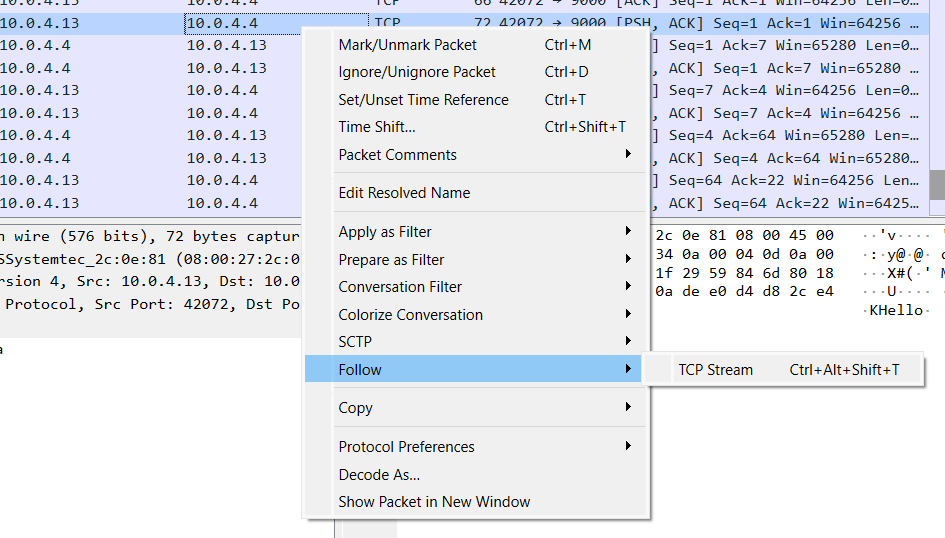 10.0.4.13 10.0.4.4 TCP 66 42072 → 9000 [ACK] Seq=1 Ack=1 Win=64256 Len=0…
10.0.4.13 10.0.4.4 TCP 72 42072 → 9000 [PSH, ACK] Seq=1 Ack=1 Win=64256 …
10.0.4.4 10.0.4.13 ] Seq=1 Ack=7 Win=65280 Len=0…
10.0.4.4 10.0.4.13 , ACK] Seq=1 Ack=7 Win=65280 …
10.0.4.13 10.0.4.4 ] Seq=7 Ack=4 Win=64256 Len=0…
10.0.4.13 10.0.4.4 , ACK] Seq=7 Ack=4 Win=64256 …
10.0.4.4 10.0.4.13 ] Seq=4 Ack=64 Win=65280 Len=…
10.0.4.4 10.0.4.13 , ACK] Seq=4 Ack=64 Win=65280…
10.0.4.13 10.0.4.4 ] Seq=64 Ack=22 Win=64256 Len…
10.0.4.13 10.0.4.4 , ACK] Seq=64 Ack=22 Win=6425…
Mark/Unmark Packet Ctrl+M
Ignore/Unignore Packet Ctrl+D
Set/Unset Time Reference Ctrl+T
Time Shift... Ctrl+Shift+T
Packet Comments
Edit Resolved Name
Apply as Filter
Prepare as Filter
Conversation Filter
Colorize Conversation
SCTP
Follow
TCP Stream Ctrl+Alt+Shift+T
Copy
Protocol Preferences
Decode As...
Show Packet in New Window
n wire (576 bits), 72 bytes captur
SSystemtec_2c:0e:81 (08:00:27:2c:0
rsion 4, Src: 10.0.4.13, Dst: 10.0
Protocol, Src Port: 42072, Dst Po
a
2c 0e 81 08 00 45 00 ··'v····
34 0a 00 04 0d 0a 00 ·:·y@·@·
1f 29 59 84 6d 80 18 ···X#(·'
0a de e0 d4 d8 2c e4 ···U····
·KHello·